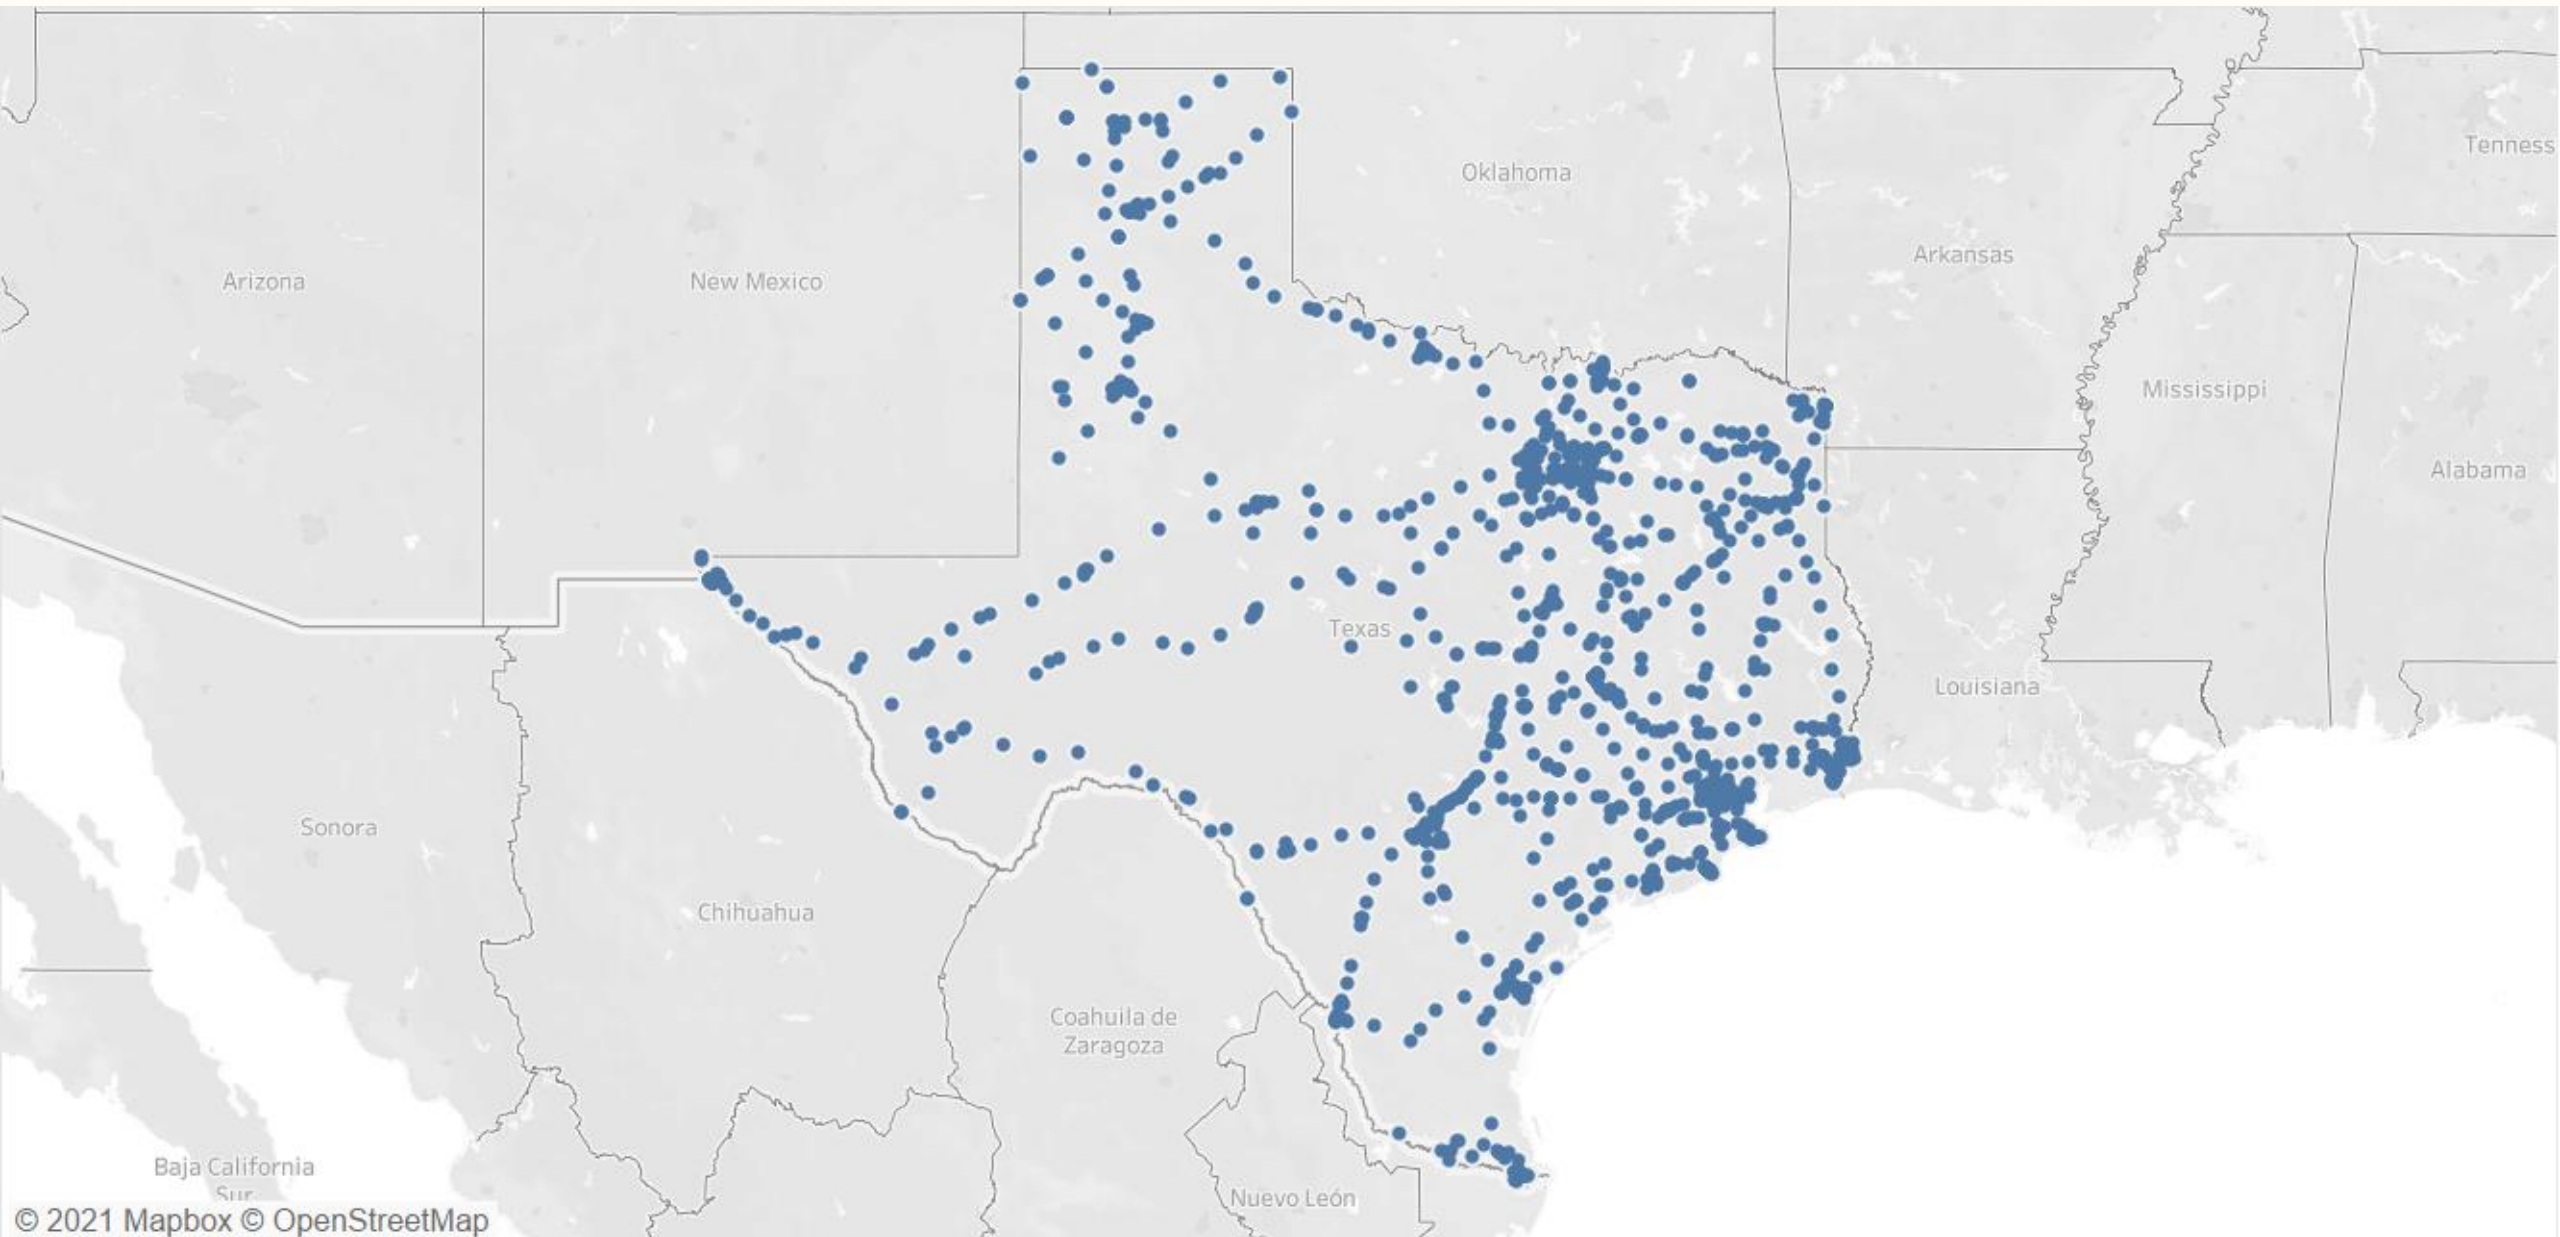 Tenness
Oklahoma
Arkansas
Arizona
New Mexico
Mississippi
Alabama
Texas
Louisiana
Sonora
Chihuahua
Coahuila de
Zaragoza
Baja California
Sur
Nuevo León
© 2021 Mapbox © OpenStreetMap